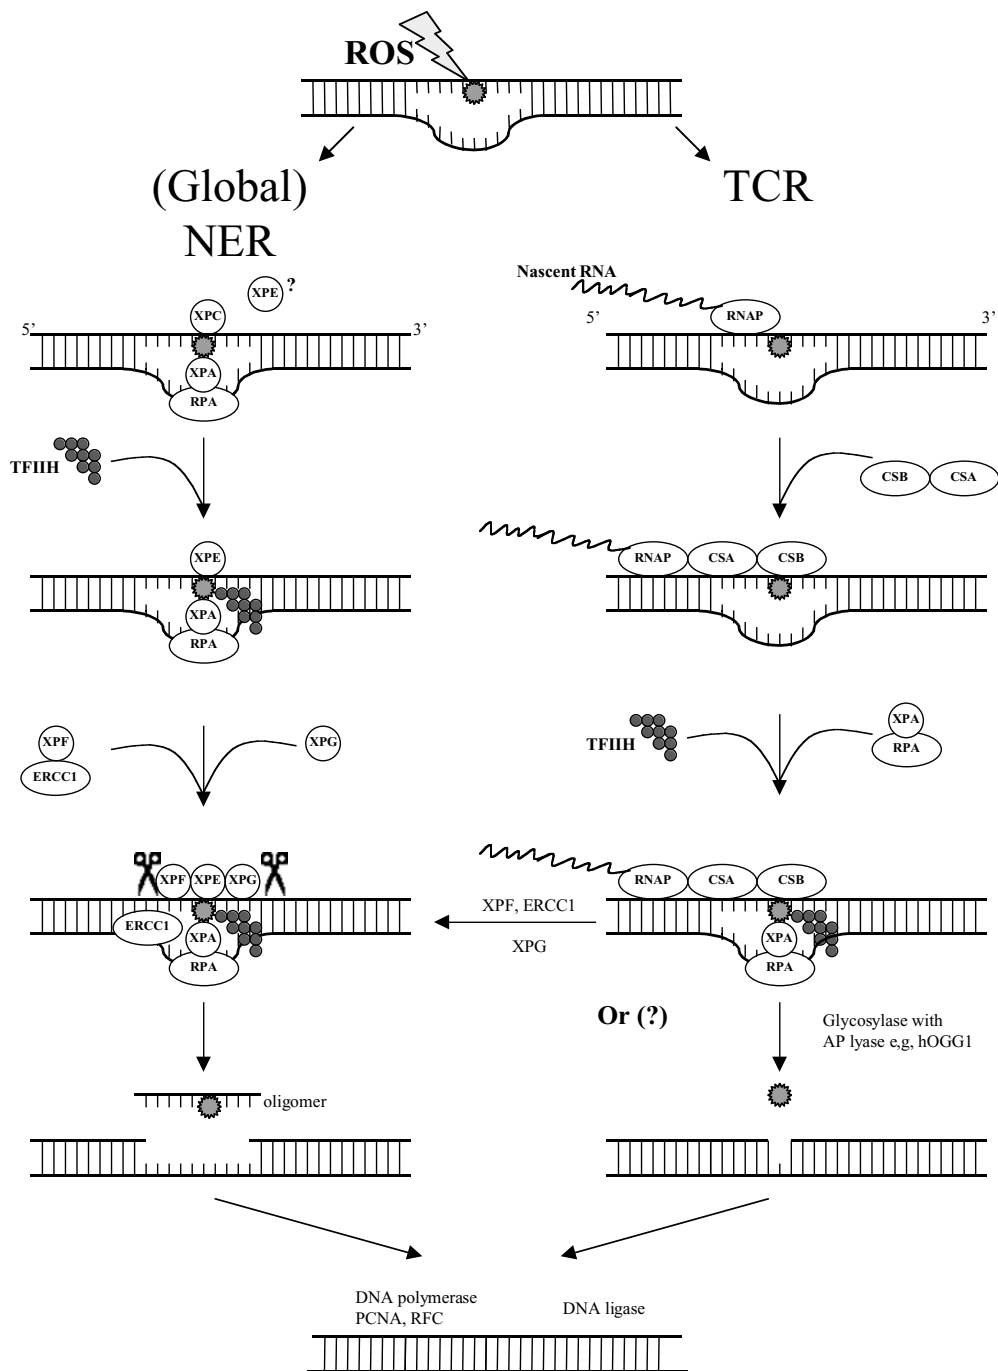 ROS
(Global)
NER
TCR
XPE
?
XPC
5’
3’
XPA
RPA
Nascent RNA
RNAP
5’
3’
TFIIH
CSB
CSA
XPE
XPA
RPA
RNAP
CSA
CSB
XPF
ERCC1
XPG
TFIIH
XPA
RPA
XPF
XPE
XPG
ERCC1
XPA
RPA
XPF, ERCC1
XPG
RNAP
CSA
CSB
XPA
RPA
Or (?)
Glycosylase with
AP lyase e,g, hOGG1
oligomer
DNA polymerase
PCNA, RFC
DNA ligase